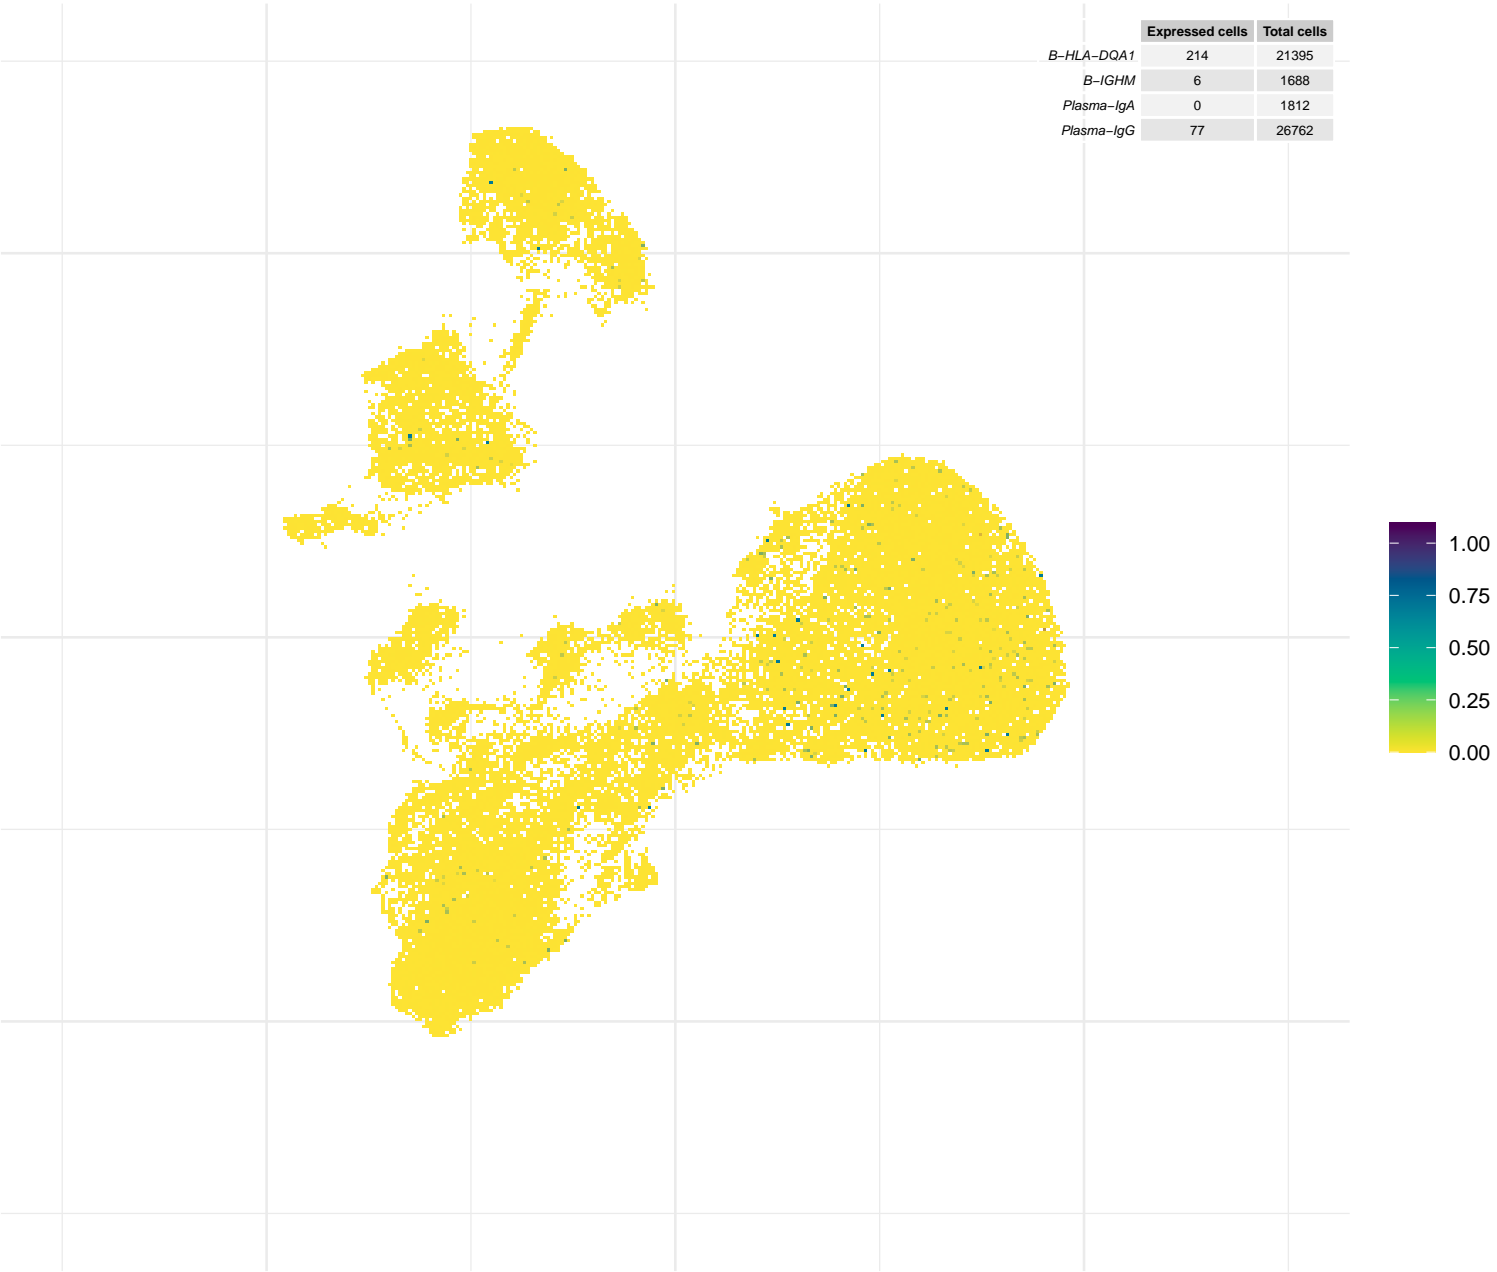 Expressed cells Total cells
B−HLA−DQA1 214 21395
B−IGHM 6 1688
Plasma−IgA 0 1812
Plasma−IgG 77 26762
1.00
0.75
0.50
0.25
0.00